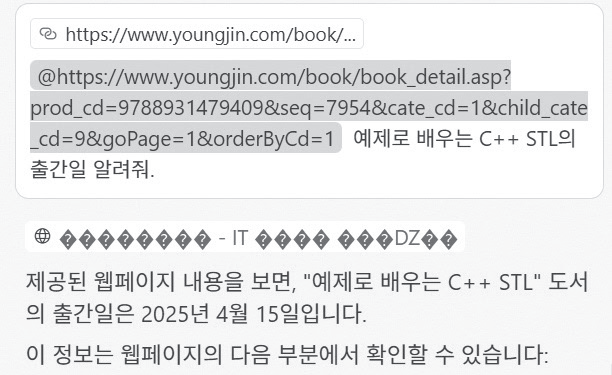 https://www.youngjin.com/book/...
@https://www.youngjin.com/book/book_detail.asp?
prod_cd=9788931479409&seq=7954&cate_cd=1&child_cate
_cd=9&goPage=1&orderByCd=1 예제로 배우는 C++ STL의
출간일 알려줘.
�������� - IT ���� ���DZ��
제공된 웹페이지 내용을 보면, "예제로 배우는 C++ STL" 도서
의 출간일은 2025년 4월 15일입니다.
이 정보는 웹페이지의 다음 부분에서 확인할 수 있습니다: